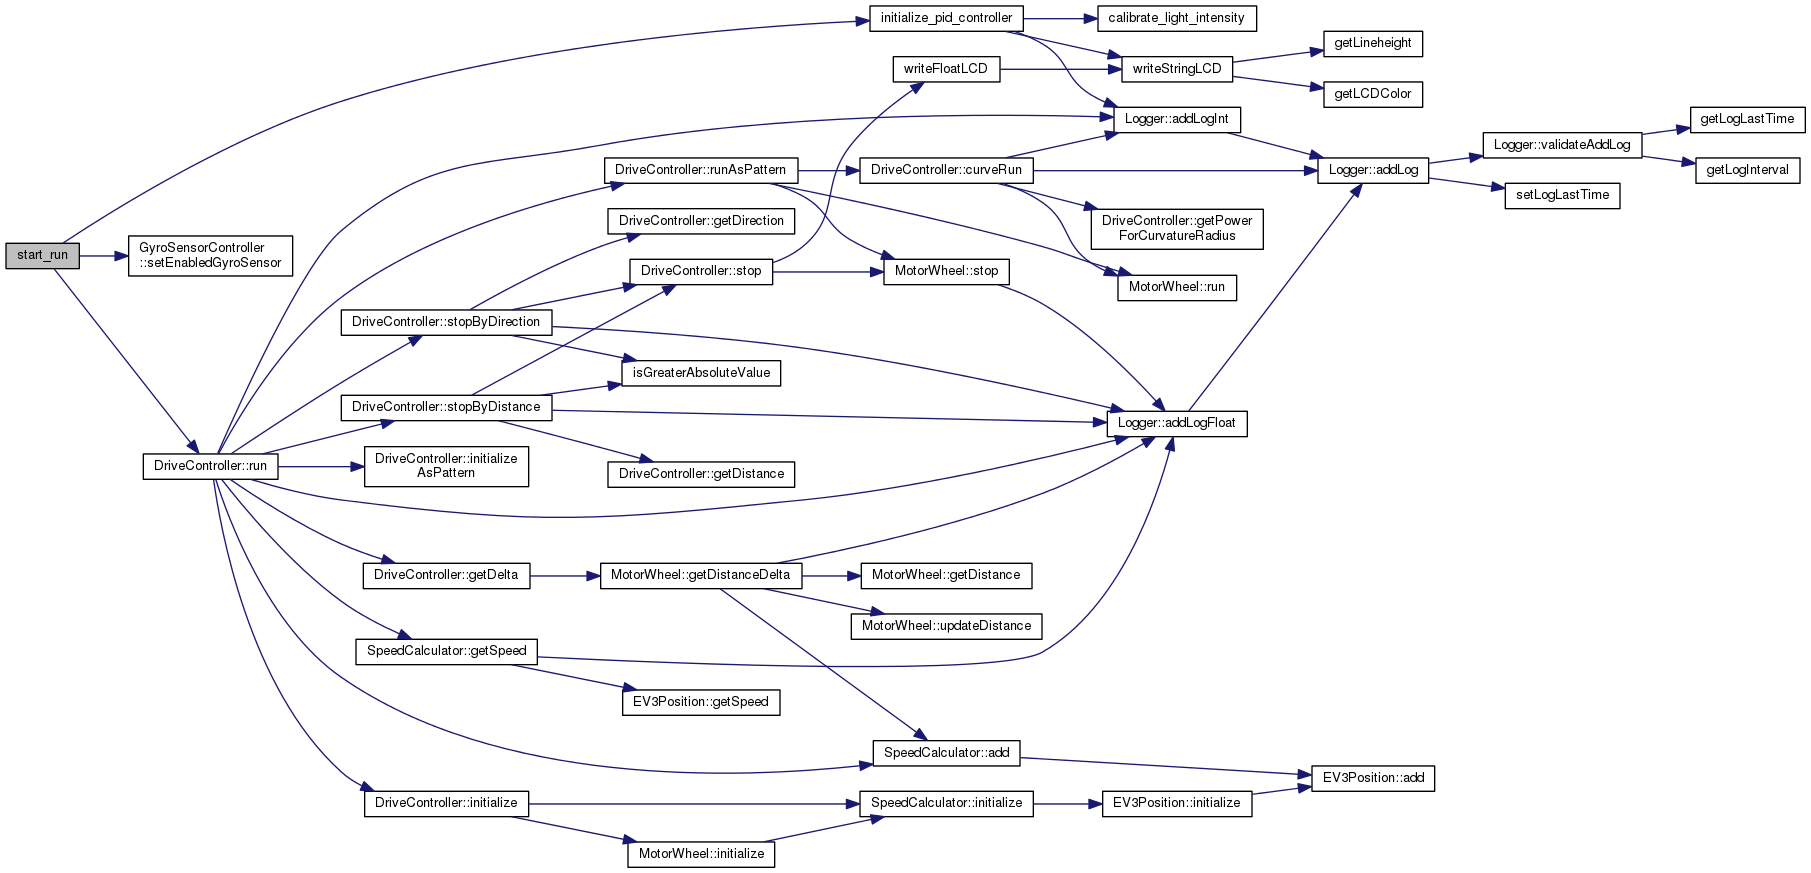 initialize_pid_controller
calibrate_light_intensity
getLineheight
writeFloatLCD
writeStringLCD
getLCDColor
Logger::addLogInt
getLogLastTime
Logger::validateAddLog
DriveController::runAsPattern
DriveController::curveRun
Logger::addLog
getLogInterval
setLogLastTime
DriveController::getDirection
DriveController::getPower
ForCurvatureRadius
start_run
GyroSensorController
::setEnabledGyroSensor
DriveController::stop
MotorWheel::stop
MotorWheel::run
DriveController::stopByDirection
isGreaterAbsoluteValue
DriveController::stopByDistance
Logger::addLogFloat
DriveController::run
DriveController::initialize
AsPattern
DriveController::getDistance
DriveController::getDelta
MotorWheel::getDistanceDelta
MotorWheel::getDistance
MotorWheel::updateDistance
SpeedCalculator::getSpeed
EV3Position::getSpeed
SpeedCalculator::add
EV3Position::add
DriveController::initialize
SpeedCalculator::initialize
EV3Position::initialize
MotorWheel::initialize